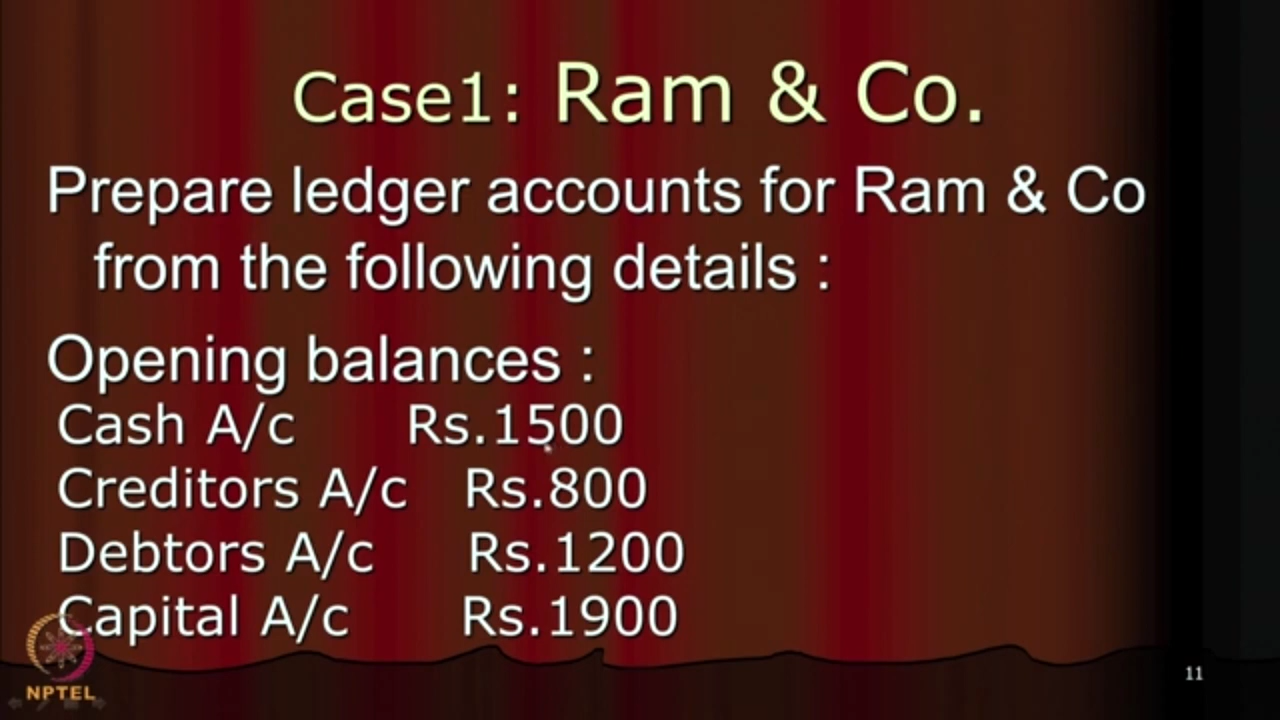 Case1: Ram & Co.
Prepare ledger accounts for Ram & Co
from the following details :
Opening balances :
Cash A/c Rs.1500
Creditors A/c Rs.800
Debtors A/c Rs.1200
Capital A/c Rs.1900
NPTEL
11